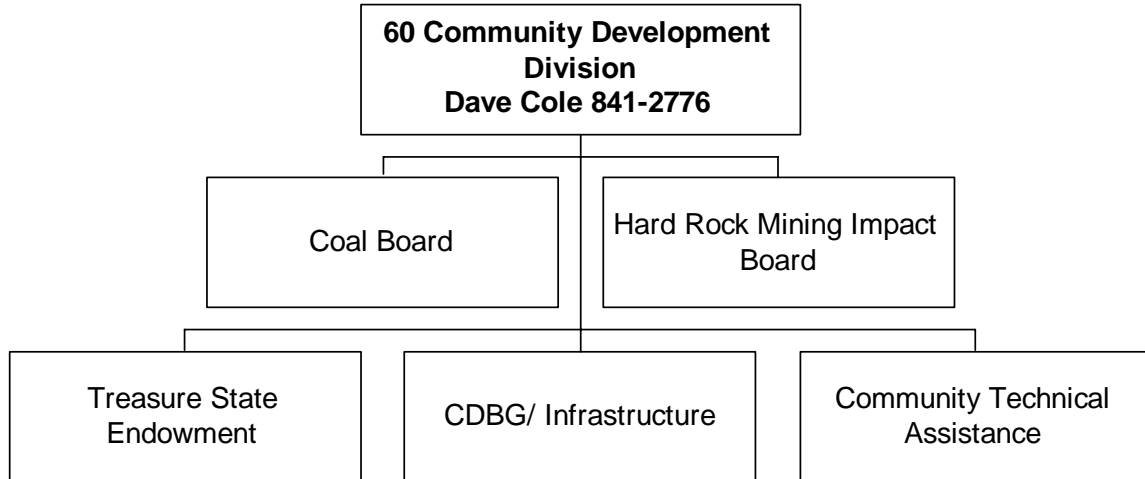 60 Community Development
Division
Dave Cole 841-2776
Coal Board
Hard Rock Mining Impact
Board
Treasure State
Endowment
CDBG/ Infrastructure
Community Technical
Assistance